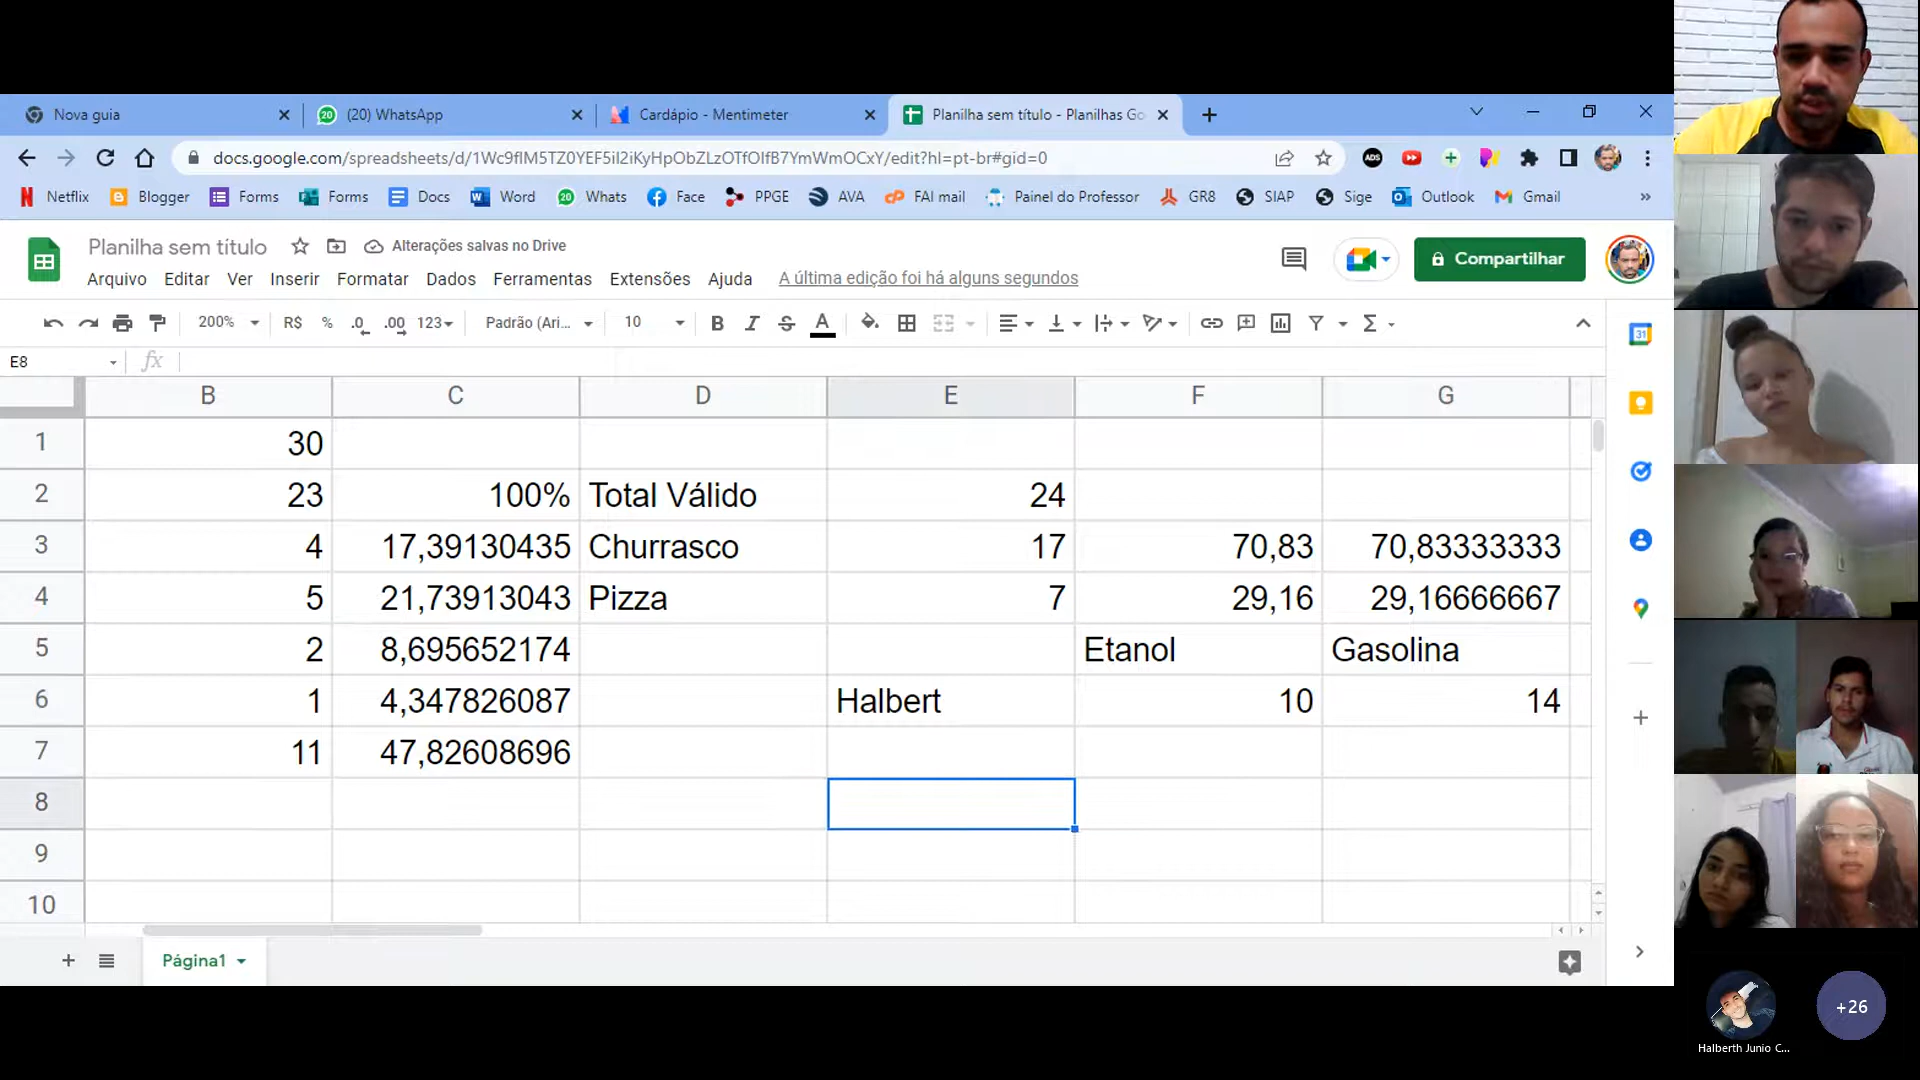 Nova guia
(20) WhatsApp
Cardápio - Mentimeter
Planilha sem título - Planilhas Go
docs.google.com/spreadsheets/d/1Wc9flM5TZ0YEF5iI2iKyHpObZLzOTfOlfB7YmWmOCxY/edit?hl=pt-br#gid=0
Netflix Blogger Forms Forms Docs Word Whats Face PPGE AVA FAI mail Painel do Professor GR8 SIAP Sige Outlook Gmail »
Planilha sem título
Alterações salvas no Drive
Compartilhar
Arquivo Editar Ver Inserir Formatar Dados Ferramentas Extensões Ajuda A última edição foi há alguns segundos
200% R$ % .0 .00 123 Padrão (Ari... 10 B I S A Σ
E8 fx
B C D E F G
1 30
2 23 100% Total Válido 24
3 4 17,39130435 Churrasco 17 70,83 70,83333333
4 5 21,73913043 Pizza 7 29,16 29,16666667
5 2 8,695652174 Etanol Gasolina
6 1 4,347826087 Halbert 10 14
7 11 47,82608696
8
9
10
Página1
+26
Halberth Junio C...